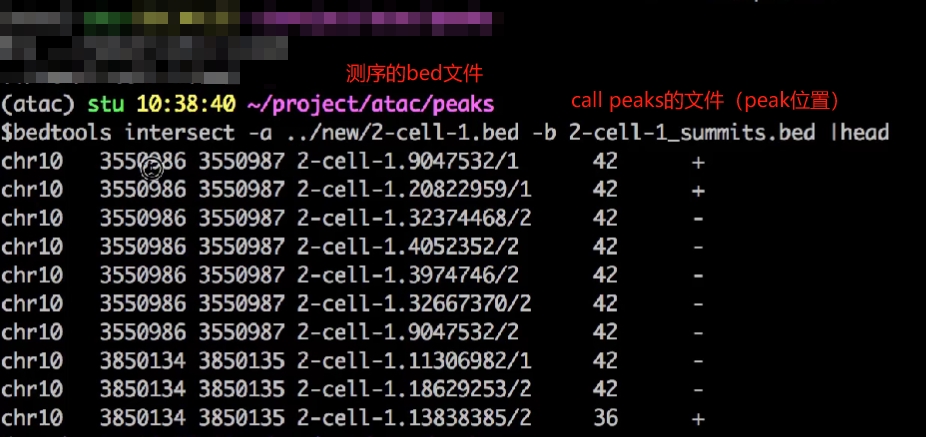 测序的bed文件
(atac) stu 10:38:40 ~/project/atac/peaks
call peaks的文件（peak位置）
$bedtools intersect -a ../new/2-cell-1.bed -b 2-cell-1_summits.bed |head
chr10 3550986 3550987 2-cell-1.9047532/1 42 +
chr10 3550986 3550987 2-cell-1.20822959/1 42 +
chr10 3550986 3550987 2-cell-1.32374468/2 42 -
chr10 3550986 3550987 2-cell-1.4052352/2 42 -
chr10 3550986 3550987 2-cell-1.3974746/2 42 -
chr10 3550986 3550987 2-cell-1.32667370/2 42 -
chr10 3550986 3550987 2-cell-1.9047532/2 42 -
chr10 3850134 3850135 2-cell-1.11306982/1 42 -
chr10 3850134 3850135 2-cell-1.18629253/2 42 -
chr10 3850134 3850135 2-cell-1.13838385/2 36 +